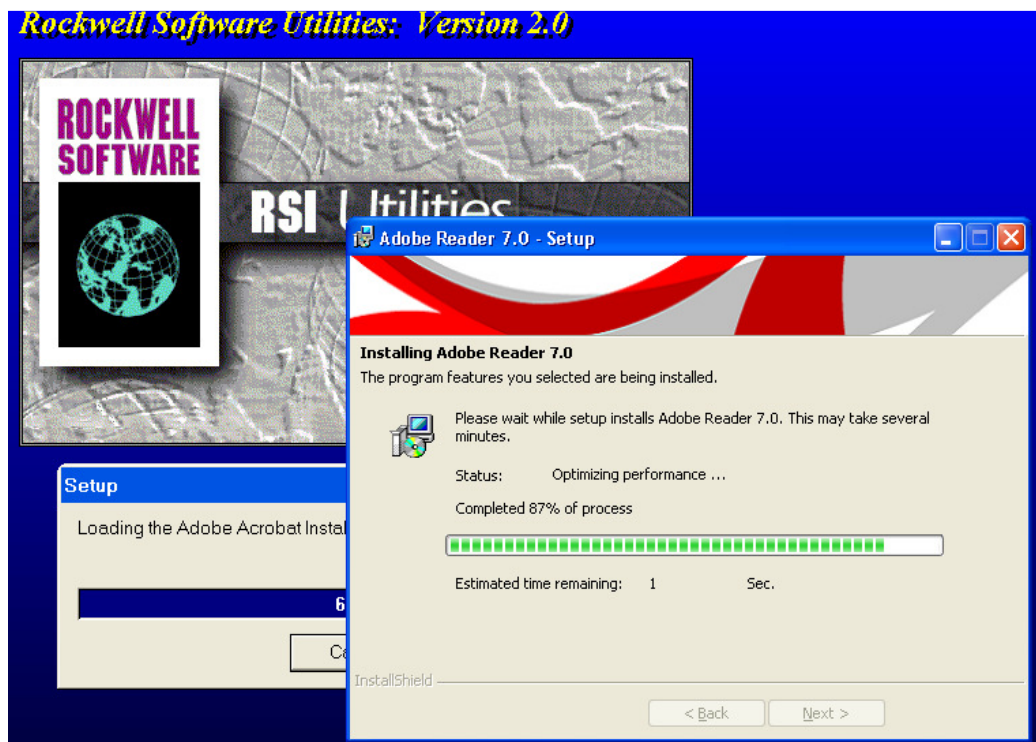 Rockwell Software Utilities: Version 2.0
ROCKWELL
SOFTWARE
RSI Utilities
Adobe Reader 7.0 - Setup
Installing Adobe Reader 7.0
The program features you selected are being installed.
Please wait while setup installs Adobe Reader 7.0. This may take several
minutes.
Status: Optimizing performance ...
Completed 87% of process
Estimated time remaining: 1 Sec.
InstallShield
< Back Next >
Setup
Loading the Adobe Acrobat Instal
6